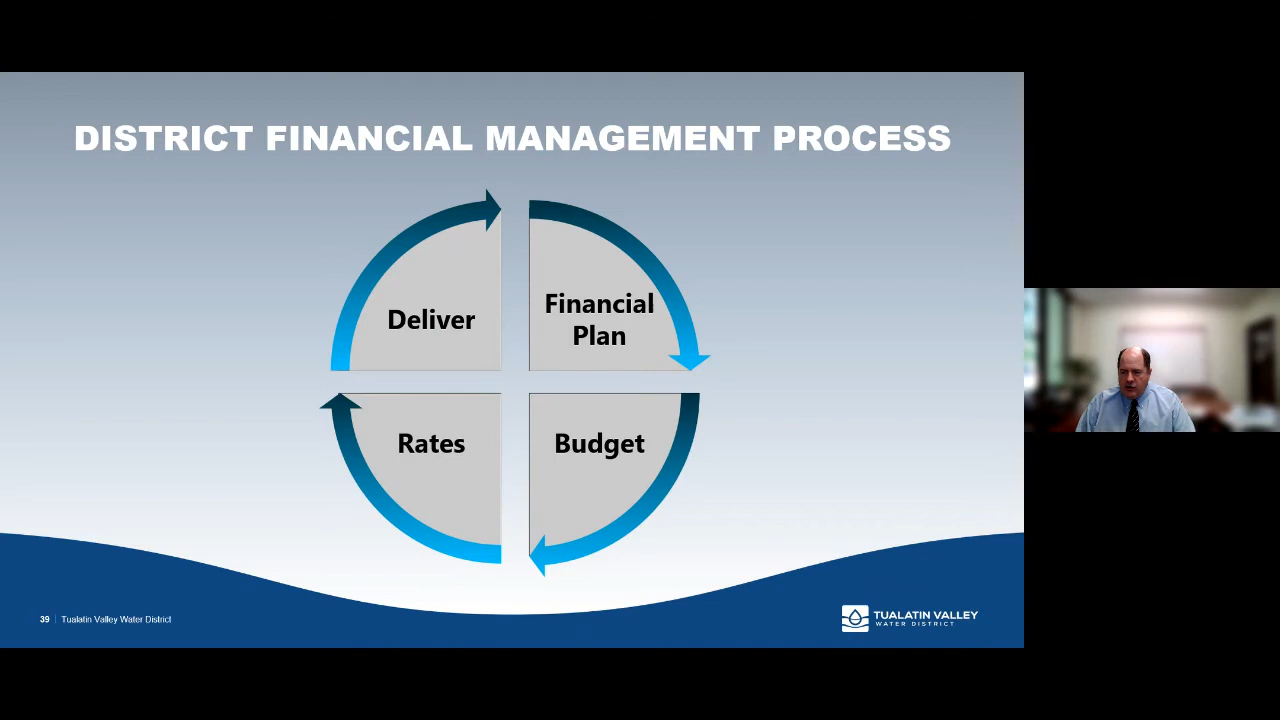 DISTRICT FINANCIAL MANAGEMENT PROCESS
Deliver
Financial
Plan
Rates
Budget
39 | Tualatin Valley Water District
TUALATIN VALLEY
WATER DISTRICT